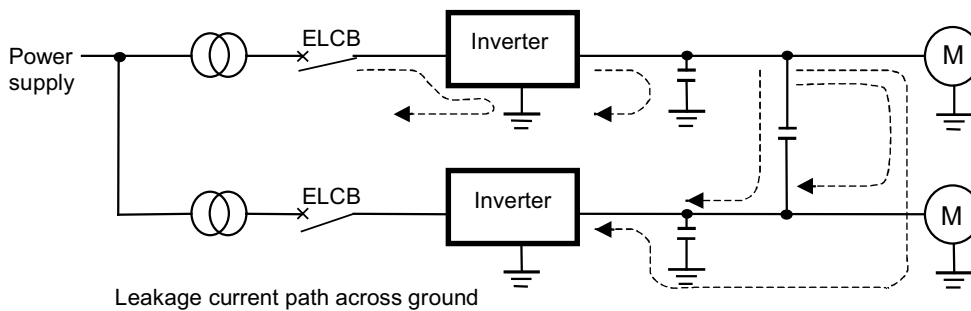 Power
supply
ELCB
Inverter
M
ELCB
Inverter
M
Leakage current path across ground